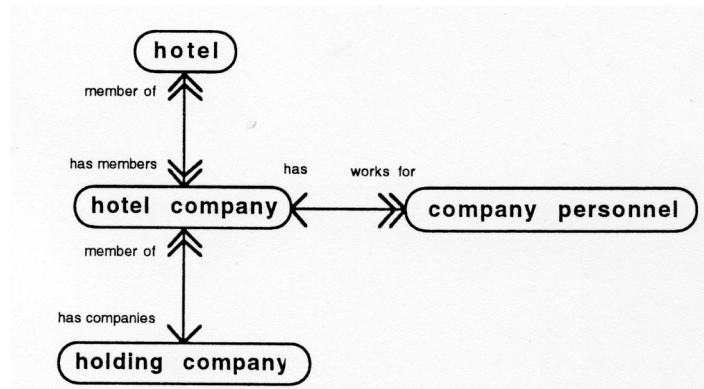 hotel
member of
has members
has
works for
hotel company
company personnel
member of
has companies
holding company